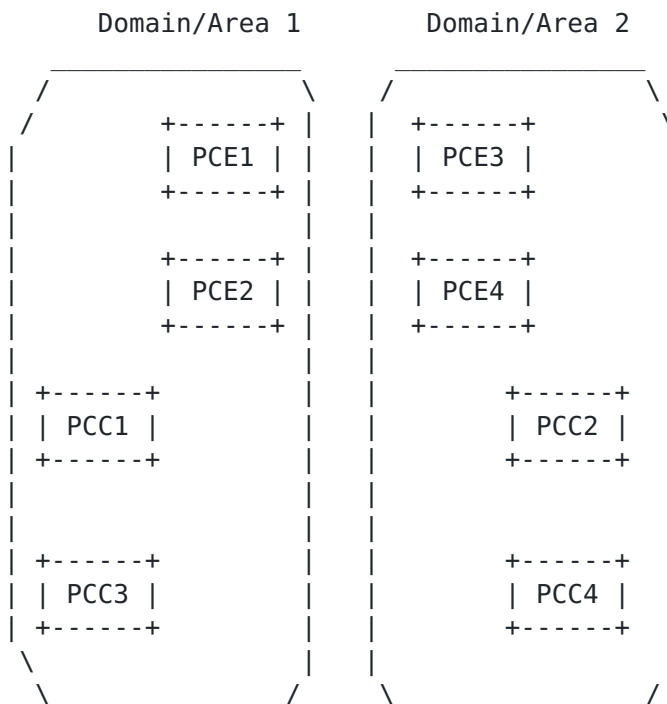 Domain/Area 1 Domain/Area 2
PCE1 PCE3
PCE2 PCE4
PCC1 PCC2
PCC3 PCC4